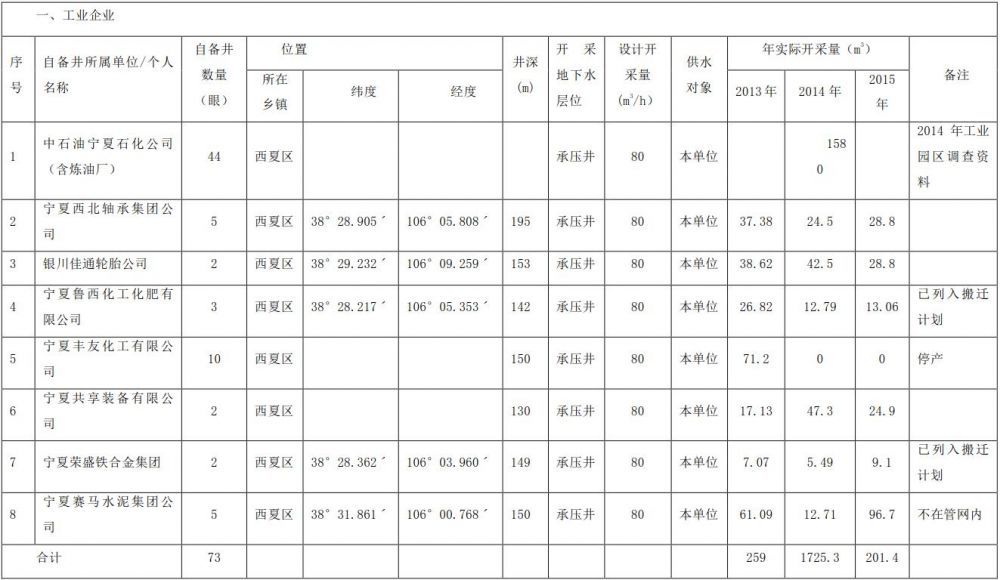 一、工业企业
序号 自备井所属单位/个人名称 自备井数量（眼） 位置 井深(m) 开采地下水层位 设计开采量(m³/h) 供水对象 年实际开采量（m³） 备注
所在乡镇 纬度 经度 2013年 2014年 2015年
1 中石油宁夏石化公司（含炼油厂） 44 西夏区 承压井 80 本单位 1580 2014年工业园区调查资料
2 宁夏西北轴承集团公司 5 西夏区 38°28.905′ 106°05.808′ 195 承压井 80 本单位 37.38 24.5 28.8
3 银川佳通轮胎公司 2 西夏区 38°29.232′ 106°09.259′ 153 承压井 80 本单位 38.62 42.5 28.8
4 宁夏鲁西化工化肥有限公司 3 西夏区 38°28.217′ 106°05.353′ 142 承压井 80 本单位 26.82 12.79 13.06 已列入搬迁计划
5 宁夏丰友化工有限公司 10 西夏区 150 承压井 80 本单位 71.2 0 0 停产
6 宁夏共享装备有限公司 2 西夏区 130 承压井 80 本单位 17.13 47.3 24.9
7 宁夏荣盛铁合金集团 2 西夏区 38°28.362′ 106°03.960′ 149 承压井 80 本单位 7.07 5.49 9.1 已列入搬迁计划
8 宁夏赛马水泥集团公司 5 西夏区 38°31.861′ 106°00.768′ 150 承压井 80 本单位 61.09 12.71 96.7 不在管网内
合计 73 259 1725.3 201.4